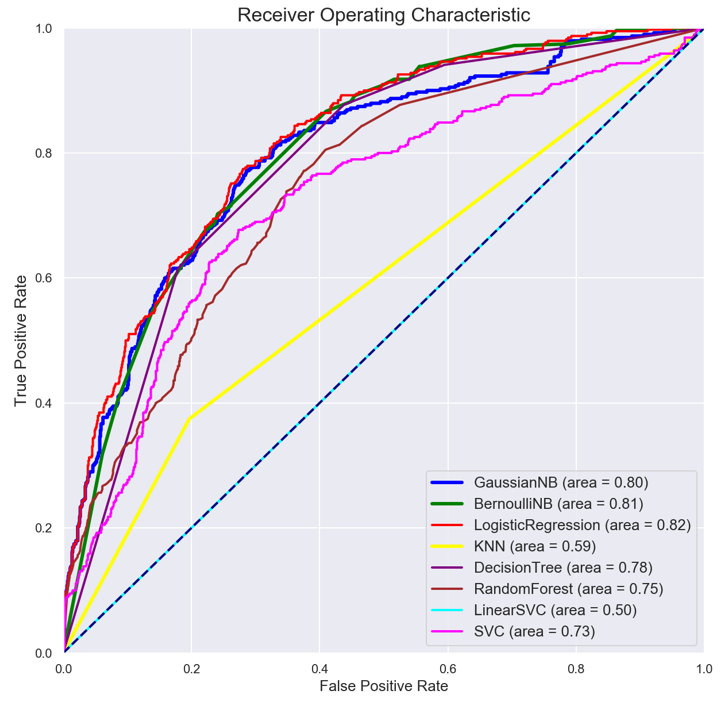 Receiver Operating Characteristic
1.0
0.8
0.6
0.4
0.2
0.0
True Positive Rate
GaussianNB (area = 0.80)
BernoulliNB (area = 0.81)
LogisticRegression (area = 0.82)
KNN (area = 0.59)
DecisionTree (area = 0.78)
RandomForest (area = 0.75)
LinearSVC (area = 0.50)
SVC (area = 0.73)
0.0 0.2 0.4 0.6 0.8 1.0
False Positive Rate